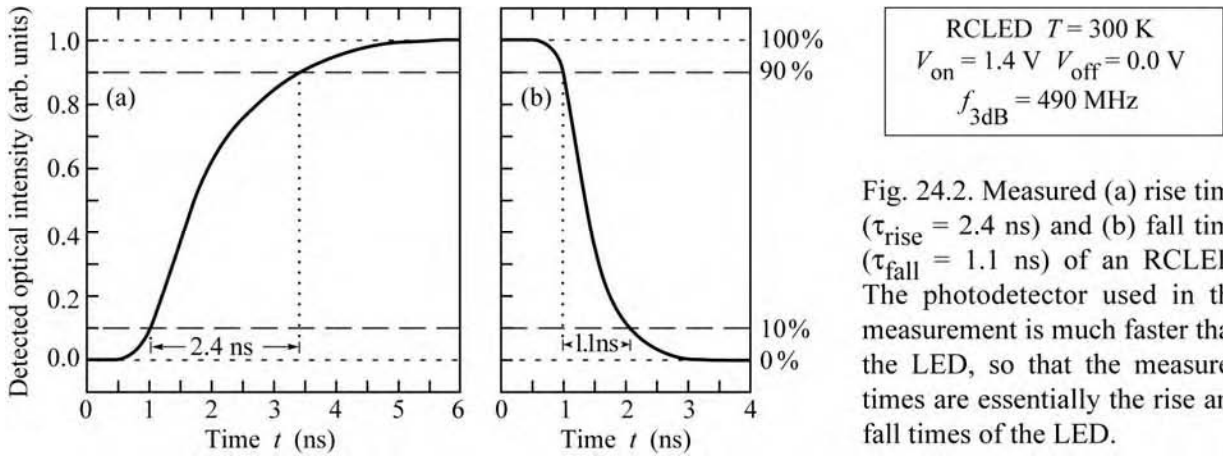 Detected optical intensity (arb. units)
1.0
0.8
0.6
0.4
0.2
0.0
(a)
2.4 ns
0 1 2 3 4 5 6
Time t (ns)
(b)
1.1ns
0 1 2 3 4
Time t (ns)
100%
90%
10%
0%
RCLED T = 300 K
Von = 1.4 V Voff = 0.0 V
f3dB = 490 MHz
Fig. 24.2. Measured (a) rise tim
(τrise = 2.4 ns) and (b) fall tim
(τfall = 1.1 ns) of an RCLED
The photodetector used in th
measurement is much faster tha
the LED, so that the measure
times are essentially the rise an
fall times of the LED.